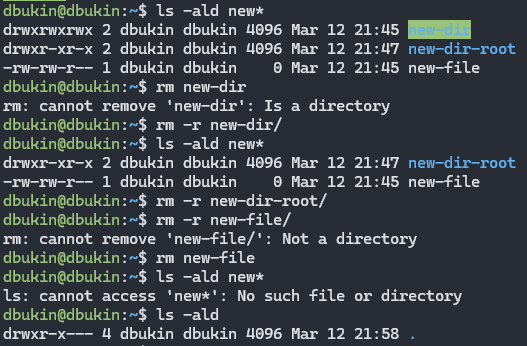 dbukin@dbukin:~$ ls -ald new*
drwxrwxrwx 2 dbukin dbukin 4096 Mar 12 21:45 new-dir
drwxr-xr-x 2 dbukin dbukin 4096 Mar 12 21:47 new-dir-root
-rw-rw-r-- 1 dbukin dbukin    0 Mar 12 21:45 new-file
dbukin@dbukin:~$ rm new-dir
rm: cannot remove 'new-dir': Is a directory
dbukin@dbukin:~$ rm -r new-dir/
dbukin@dbukin:~$ ls -ald new*
drwxr-xr-x 2 dbukin dbukin 4096 Mar 12 21:47 new-dir-root
-rw-rw-r-- 1 dbukin dbukin    0 Mar 12 21:45 new-file
dbukin@dbukin:~$ rm -r new-dir-root/
dbukin@dbukin:~$ rm -r new-file/
rm: cannot remove 'new-file/': Not a directory
dbukin@dbukin:~$ rm new-file
dbukin@dbukin:~$ ls -ald new*
ls: cannot access 'new*': No such file or directory
dbukin@dbukin:~$ ls -ald
drwxr-x--- 4 dbukin dbukin 4096 Mar 12 21:58 .